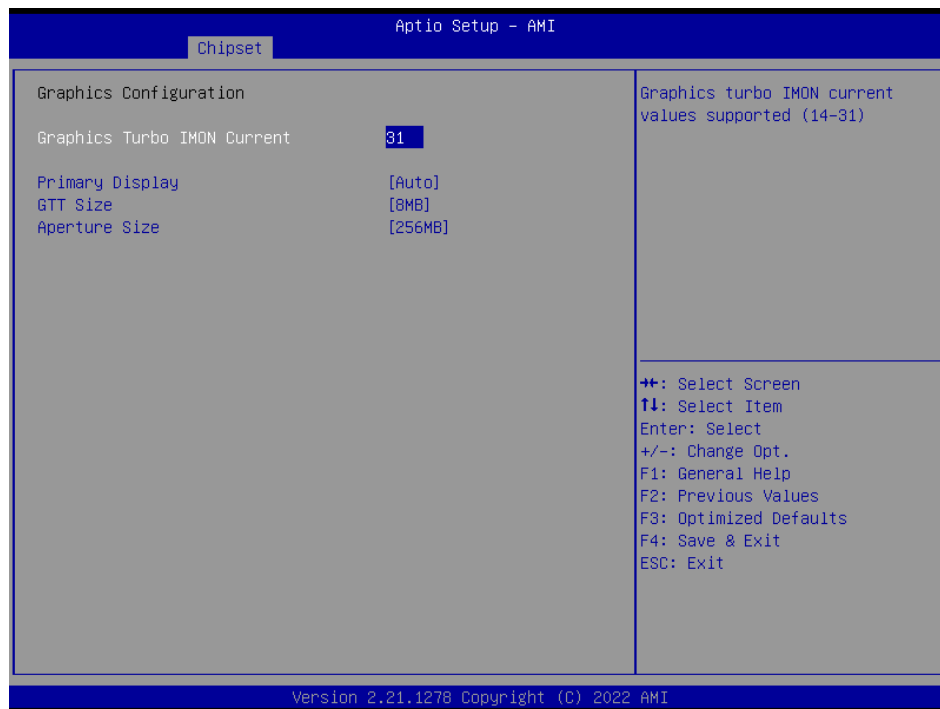 Aptio Setup – AMI
Chipset
Graphics Configuration
Graphics Turbo IMON Current 31
Primary Display [Auto]
GTT Size [8MB]
Aperture Size [256MB]
Graphics turbo IMON current
values supported (14-31)
→←: Select Screen
↑↓: Select Item
Enter: Select
+/-: Change Opt.
F1: General Help
F2: Previous Values
F3: Optimized Defaults
F4: Save & Exit
ESC: Exit
Version 2.21.1278 Copyright (C) 2022 AMI